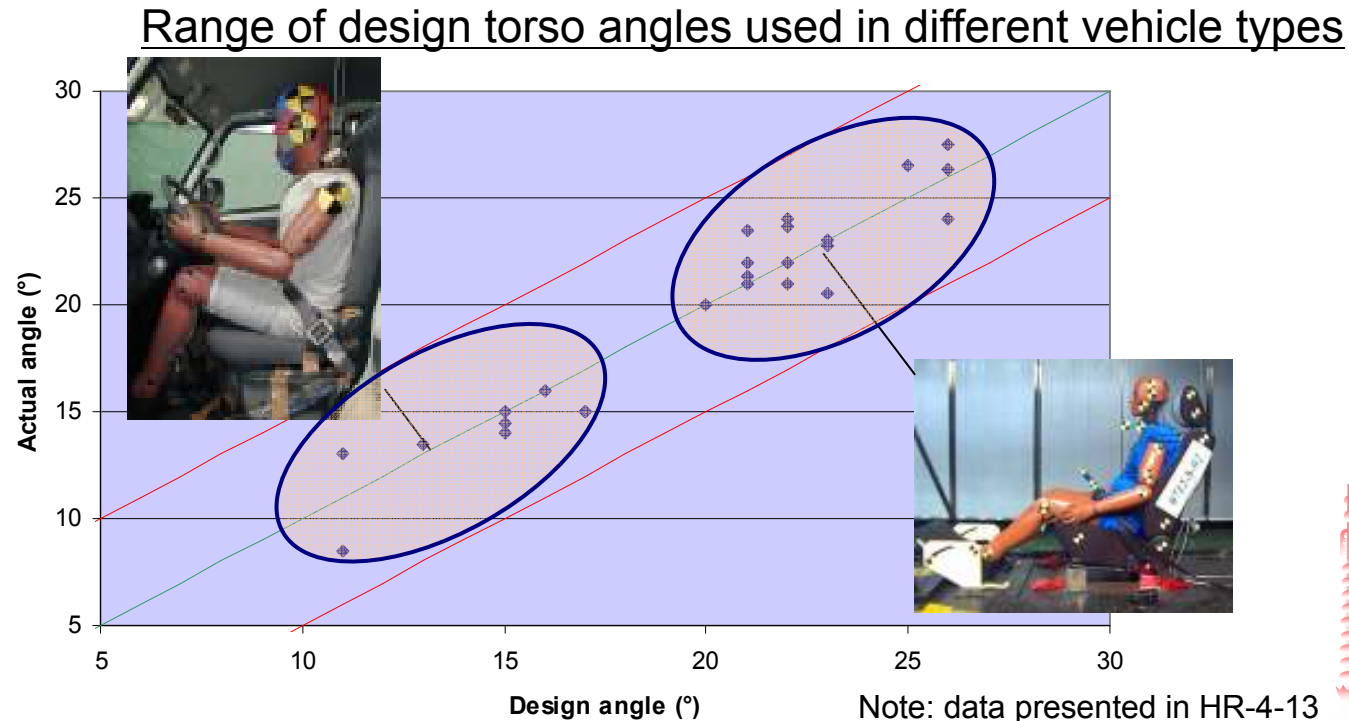 Range of design torso angles used in different vehicle types
30
25
20
15
10
5
Actual angle (°)
5 10 15 20 25 30
Design angle (°)
Note: data presented in HR-4-13